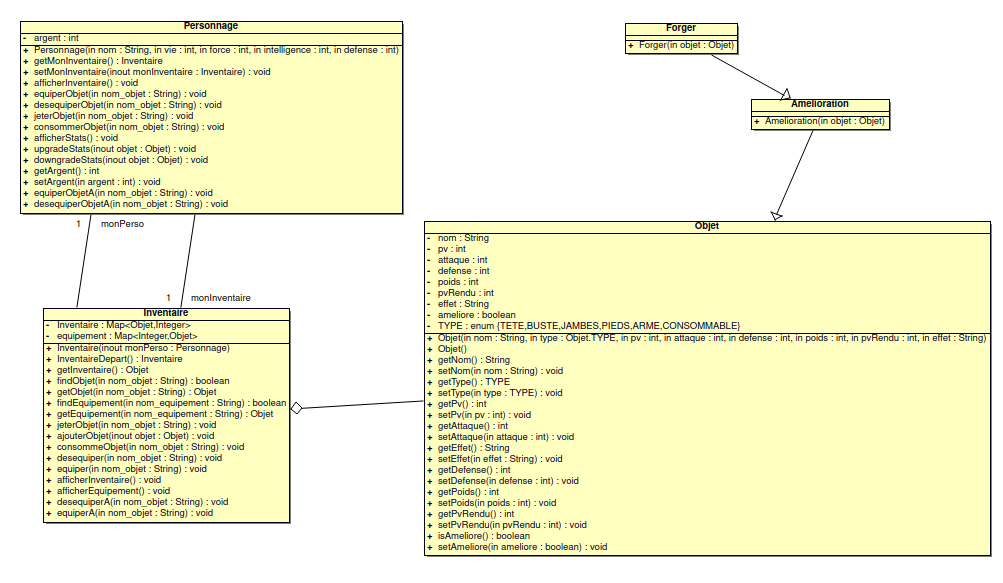 Personnage
- argent : int
+ Personnage(in nom : String, in vie : int, in force : int, in intelligence : int, in defense : int)
+ getMonInventaire() : Inventaire
+ setMonInventaire(inout monInventaire : Inventaire) : void
+ afficherInventaire() : void
+ equiperObjet(in nom_objet : String) : void
+ desequiperObjet(in nom_objet : String) : void
+ jeterObjet(in nom_objet : String) : void
+ consommerObjet(in nom_objet : String) : void
+ afficherStats() : void
+ upgradeStats(inout objet : Objet) : void
+ downgradeStats(inout objet : Objet) : void
+ getArgent() : int
+ setArgent(in argent : int) : void
+ equiperObjetA(in nom_objet : String) : void
+ desequiperObjetA(in nom_objet : String) : void
1 monPerso
1 monInventaire
Inventaire
- Inventaire : Map<Objet,Integer>
- equipement : Map<Integer,Objet>
+ Inventaire(inout monPerso : Personnage)
+ InventaireDepart() : Inventaire
+ getInventaire() : Objet
+ findObjet(in nom_objet : String) : boolean
+ getObjet(in nom_objet : String) : Objet
+ findEquipement(in nom_equipement : String) : boolean
+ getEquipement(in nom_equipement : String) : Objet
+ jeterObjet(in nom_objet : String) : void
+ ajouterObjet(inout objet : Objet) : void
+ consommeObjet(in nom_objet : String) : void
+ desequiper(in nom_objet : String) : void
+ equiper(in nom_objet : String) : void
+ afficherInventaire() : void
+ afficherEquipement() : void
+ desequiperA(in nom_objet : String) : void
+ equiperA(in nom_objet : String) : void
Forger
+ Forger(in objet : Objet)
Amelioration
+ Amelioration(in objet : Objet)
Objet
- nom : String
- pv : int
- attaque : int
- defense : int
- poids : int
- pvRendu : int
- effet : String
- ameliore : boolean
- TYPE : enum {TETE,BUSTE,JAMBES,PIEDS,ARME,CONSOMMABLE}
+ Objet(in nom : String, in type : Objet.TYPE, in pv : int, in attaque : int, in defense : int, in poids : int, in pvRendu : int, in effet : String)
+ Objet()
+ getNom() : String
+ setNom(in nom : String) : void
+ getType() : TYPE
+ setType(in type : TYPE) : void
+ getPv() : int
+ setPv(in pv : int) : void
+ getAttaque() : int
+ setAttaque(in attaque : int) : void
+ getEffet() : String
+ setEffet(in effet : String) : void
+ getDefense() : int
+ setDefense(in defense : int) : void
+ getPoids() : int
+ setPoids(in poids : int) : void
+ getPvRendu() : int
+ setPvRendu(in pvRendu : int) : void
+ isAmeliore() : boolean
+ setAmeliore(in ameliore : boolean) : void